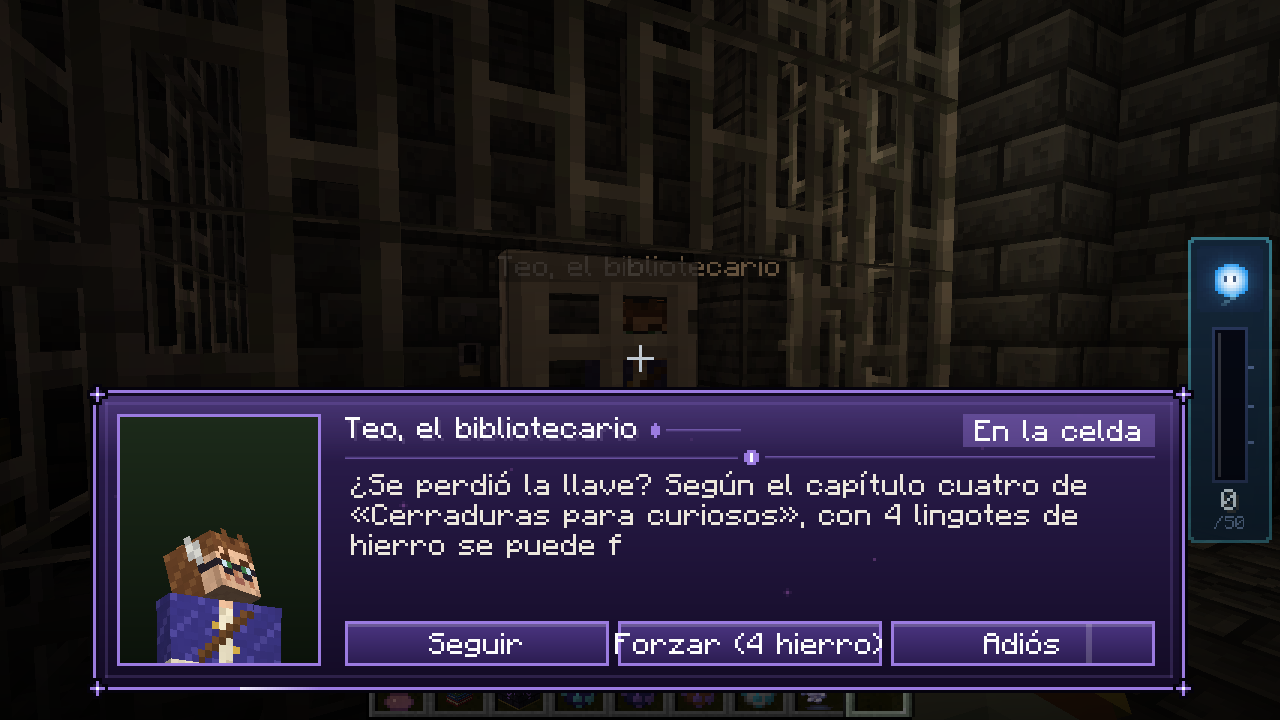 Teo, el bibliotecario
Teo, el bibliotecario
En la celda
¿Se perdió la llave? Según el capítulo cuatro de
«Cerraduras para curiosos», con 4 lingotes de
hierro se puede f
Seguir
Forzar (4 hierro)
Adiós
0
/50